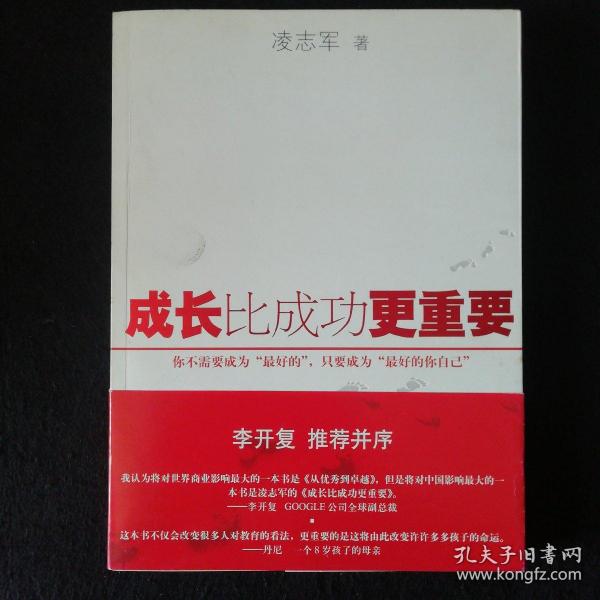 凌志军 著
成长比成功更重要
你不需要成为“最好的”，只要成为“最好的你自己”
李开复 推荐并序
我认为将对世界商业影响最大的一本书是《从优秀到卓越》，但是将对中国影响最大的一
本书是凌志军的《成长比成功更重要》。
——李开复 GOOGLE公司全球副总裁
这本书不仅会改变很多人对教育的看法，更重要的是这将由此改变许许多多孩子的命运。
——丹尼 一个8岁孩子的母亲
孔夫子旧书网
www.kongfz.com